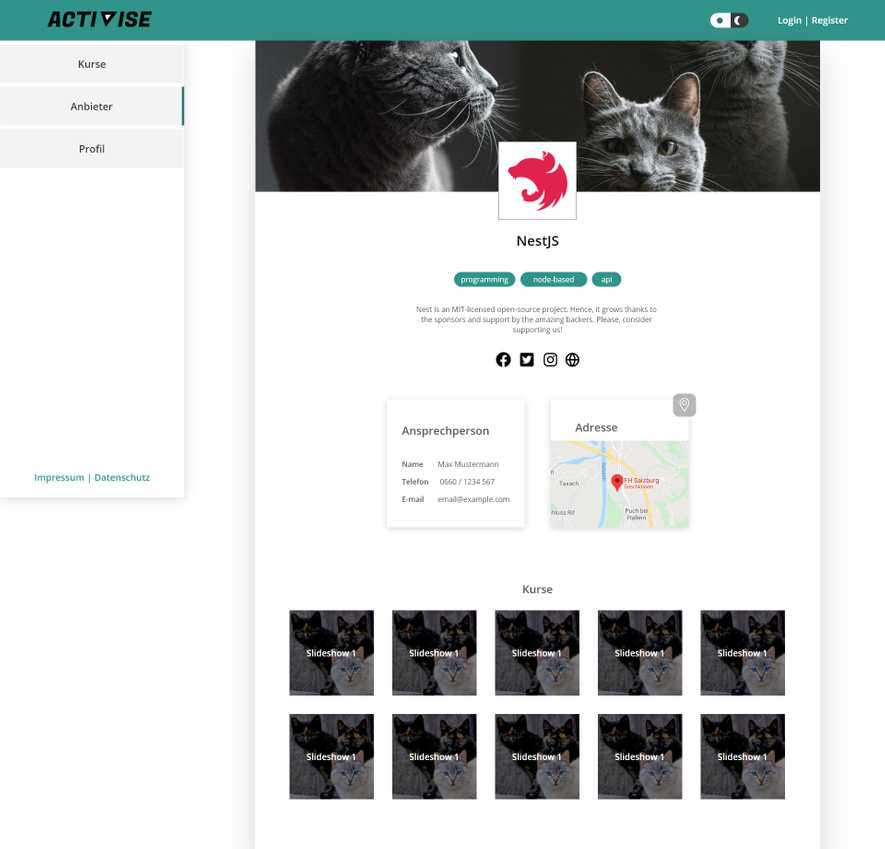 ACTIVISE
Login | Register
Kurse
Anbieter
Profil
Impressum | Datenschutz
NestJS
programming
node-based
api
Nest is an MIT-licensed open-source project. Hence, it grows thanks to
the sponsors and support by the amazing backers. Please, consider
supporting us!
Ansprechperson
Name Max Mustermann
Telefon 0660 / 1234 567
E-mail email@example.com
Adresse
Taxach
FH Salzburg
Geschlossen
Puch bei
Hallein
Kurse
Slideshow 1
Slideshow 1
Slideshow 1
Slideshow 1
Slideshow 1
Slideshow 1
Slideshow 1
Slideshow 1
Slideshow 1
Slideshow 1